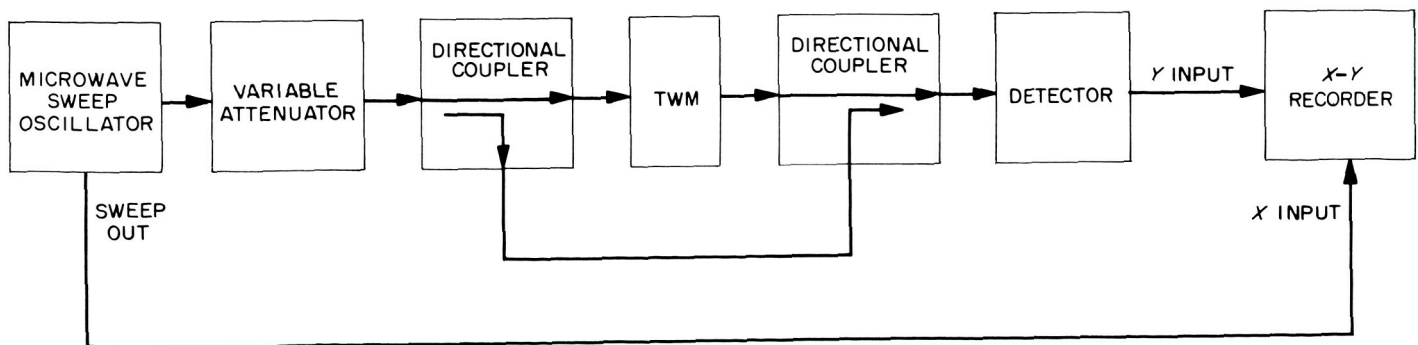 MICROWAVE
SWEEP
OSCILLATOR
VARIABLE
ATTENUATOR
DIRECTIONAL
COUPLER
TWM
DIRECTIONAL
COUPLER
DETECTOR
Y INPUT
X-Y
RECORDER
SWEEP
OUT
X INPUT